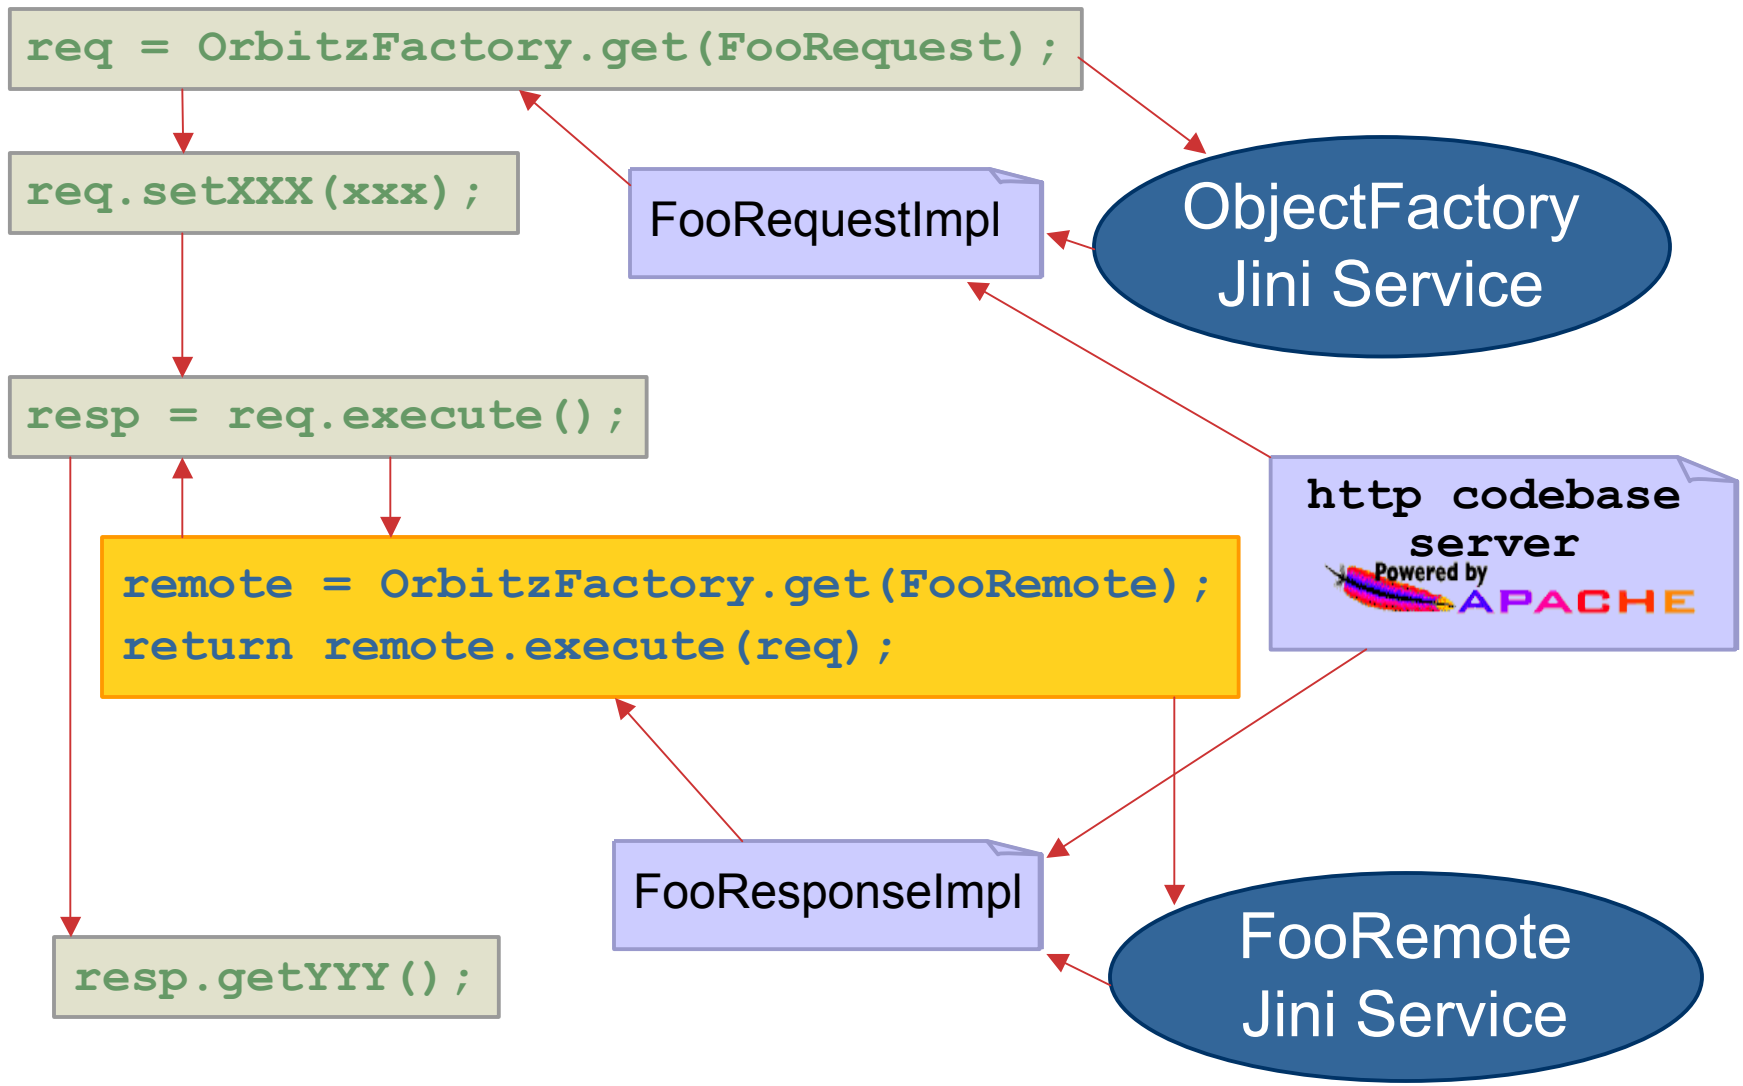 req = OrbitzFactory.get(FooRequest);
req.setXXX(xxx);
FooRequestImpl
ObjectFactory
Jini Service
resp = req.execute();
http codebase
server
Powered by
APACHE
remote = OrbitzFactory.get(FooRemote);
return remote.execute(req);
FooResponseImpl
FooRemote
Jini Service
resp.getYYY();